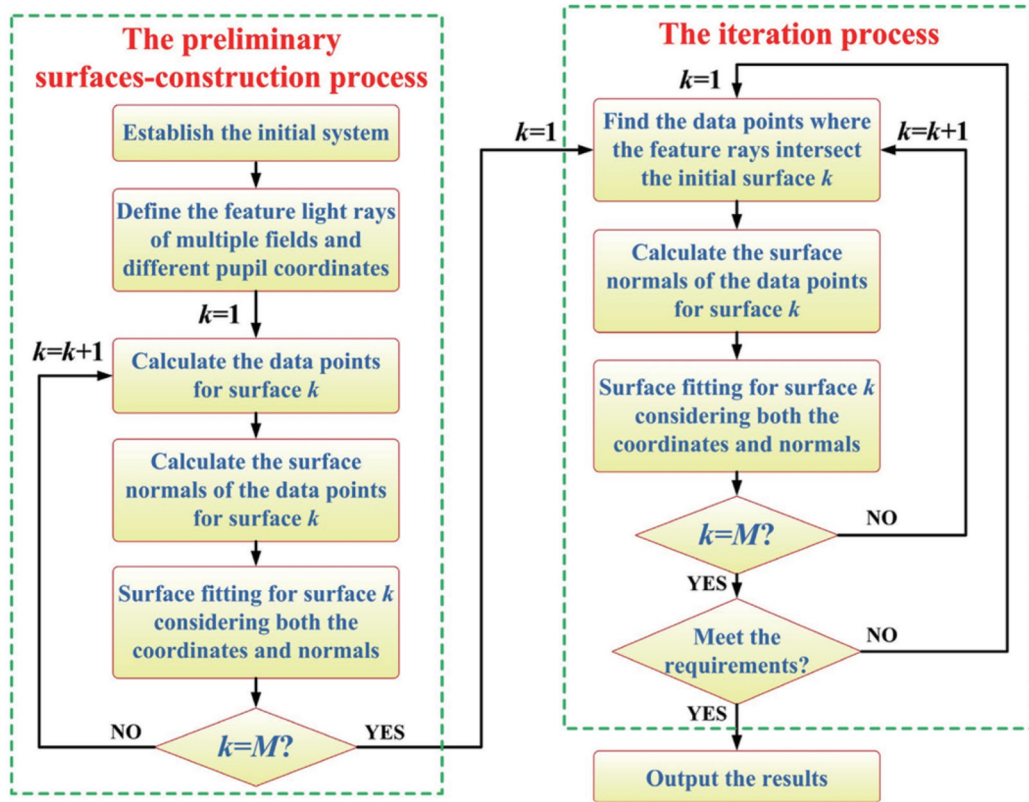 The preliminary
surfaces-construction process
Establish the initial system
Define the feature light rays
of multiple fields and
different pupil coordinates
k=1
k=k+1
Calculate the data points
for surface k
Calculate the surface
normals of the data points
for surface k
Surface fitting for surface k
considering both the
coordinates and normals
NO
k=M?
YES
The iteration process
k=1
k=1
k=k+1
Find the data points where
the feature rays intersect
the initial surface k
Calculate the surface
normals of the data points
for surface k
Surface fitting for surface k
considering both the
coordinates and normals
k=M?
NO
YES
Meet the
requirements?
NO
YES
Output the results